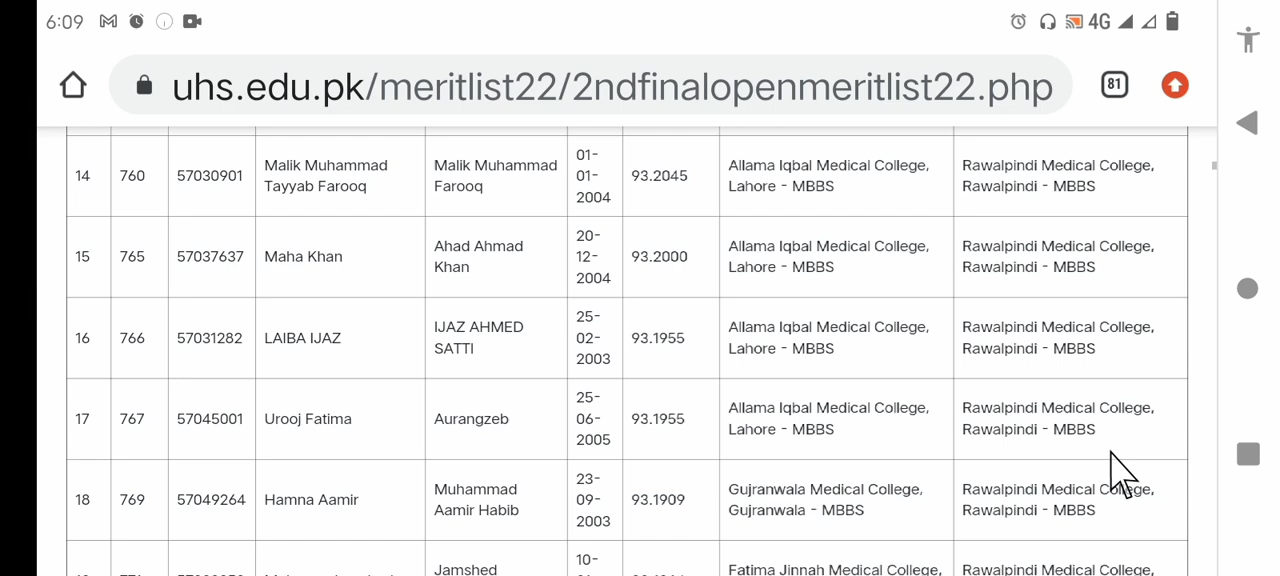 6:09
4G
uhs.edu.pk/meritlist22/2ndfinalopenmeritlist22.php
81
14 760 57030901 Malik Muhammad Tayyab Farooq Malik Muhammad Farooq 01-01-2004 93.2045 Allama Iqbal Medical College, Lahore - MBBS Rawalpindi Medical College, Rawalpindi - MBBS
15 765 57037637 Maha Khan Ahad Ahmad Khan 20-12-2004 93.2000 Allama Iqbal Medical College, Lahore - MBBS Rawalpindi Medical College, Rawalpindi - MBBS
16 766 57031282 LAIBA IJAZ IJAZ AHMED SATTI 25-02-2003 93.1955 Allama Iqbal Medical College, Lahore - MBBS Rawalpindi Medical College, Rawalpindi - MBBS
17 767 57045001 Urooj Fatima Aurangzeb 25-06-2005 93.1955 Allama Iqbal Medical College, Lahore - MBBS Rawalpindi Medical College, Rawalpindi - MBBS
18 769 57049264 Hamna Aamir Muhammad Aamir Habib 23-09-2003 93.1909 Gujranwala Medical College, Gujranwala - MBBS Rawalpindi Medical College, Rawalpindi - MBBS
Jamshed 10- Fatima Jinnah Medical College, Rawalpindi Medical College,